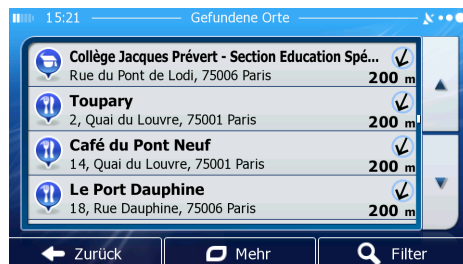 15:21 Gefundene Orte
Collège Jacques Prévert - Section Education Spé...
Rue du Pont de Lodi, 75006 Paris 200 m
Toupary
2, Quai du Louvre, 75001 Paris 200 m
Café du Pont Neuf
14, Quai du Louvre, 75001 Paris 200 m
Le Port Dauphine
18, Rue Dauphine, 75006 Paris 200 m
Zurück Mehr Filter